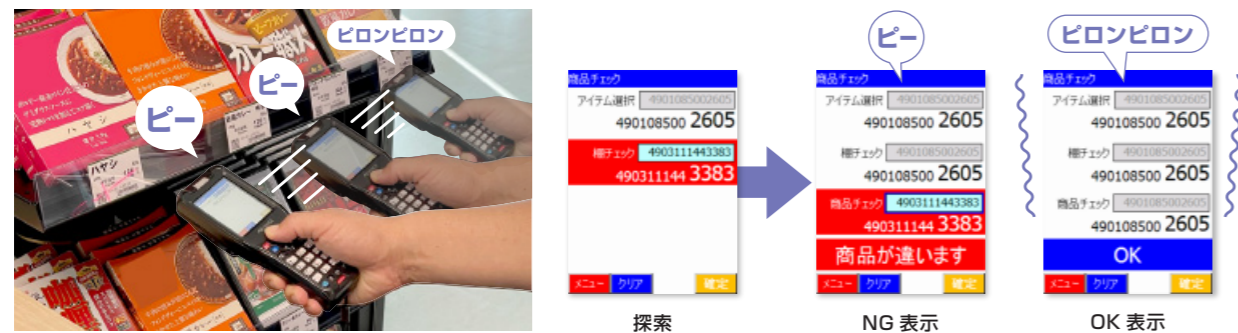 ピロンピロン
ピー
ピー
ハヤシ
ハヤシ
カレー職人
商品チェック
アイテム選択 4901085002605
490108500 2605
棚チェック 4903111443383
490311144 3383
メニュー クリア 確定
探索
ピー
商品チェック
アイテム選択 4901085002605
490108500 2605
棚チェック 4901085002605
490108500 2605
商品チェック 4903111443383
490311144 3383
商品が違います
メニュー クリア 確定
NG 表示
ピロンピロン
商品チェック
アイテム選択 4901085002605
490108500 2605
棚チェック 4901085002605
490108500 2605
商品チェック 4901085002605
490108500 2605
OK
メニュー クリア 確定
OK 表示